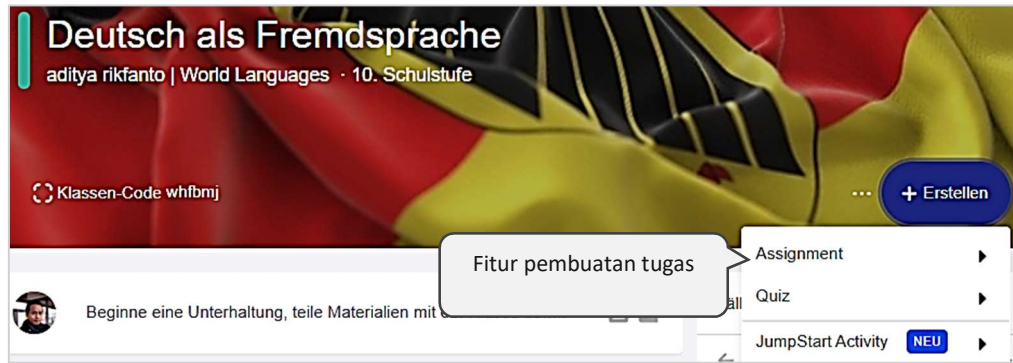 Deutsch als Fremdsprache
aditya rikfanto | World Languages · 10. Schulstufe
Klassen-Code whfbmj
··· + Erstellen
Fitur pembuatan tugas
Assignment
Quiz
JumpStart Activity NEU
Beginne eine Unterhaltung, teile Materialien mit